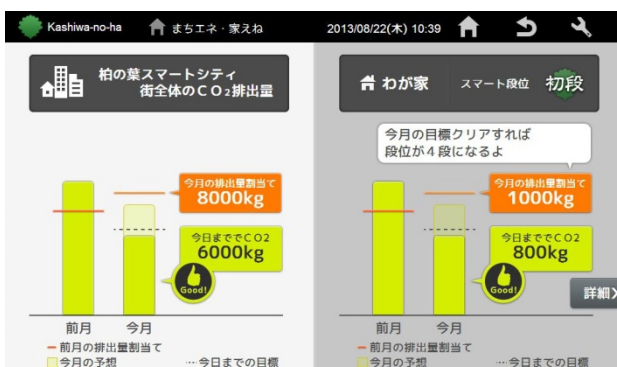 Kashiwa-no-ha まちエネ・家えね 2013/08/22(木) 10:39
柏の葉スマートシティ
街全体のCO₂排出量
今月の排出量割当て
8000kg
今日まででCO2
6000kg
Good!
前月 今月
前月の排出量割当て
今月の予想 今日までの目標
わが家 スマート段位 初段
今月の目標クリアすれば
段位が4段になるよ
今月の排出量割当て
1000kg
今日まででCO2
800kg
Good!
詳細
前月 今月
前月の排出量割当て
今月の予想 今日までの目標